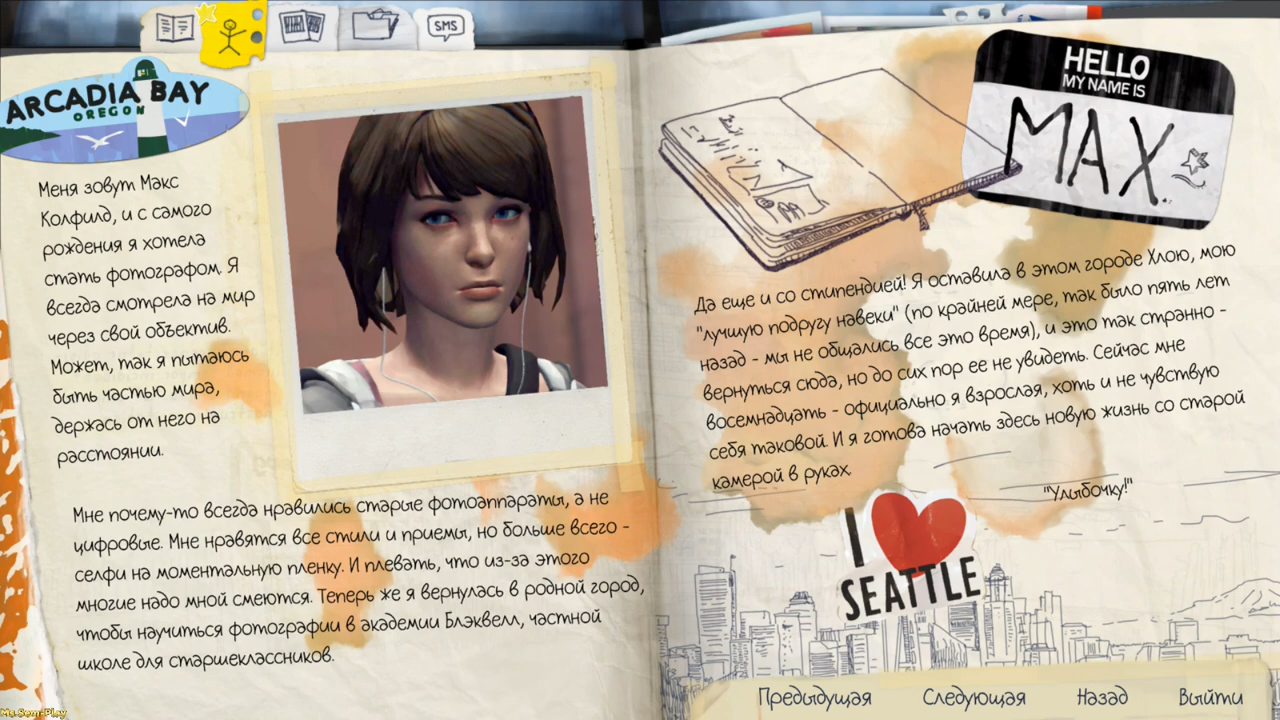 SMS
ARCADIA BAY
OREGON
Меня зовут Макс
Колфилд, и с самого
рождения я хотела
стать фотографом. Я
всегда смотрела на мир
через свой объектив.
Может, так я пытаюсь
быть частью мира,
держась от него на
расстоянии.
Мне почему-то всегда нравились старые фотоаппараты, а не
цифровые. Мне нравятся все стили и приемы, но больше всего -
селфи на моментальную пленку. И плевать, что из-за этого
многие надо мной смеются. Теперь же я вернулась в родной город,
чтобы научиться фотографии в академии Блэквелл, частной
школе для старшеклассников.
HELLO
MY NAME IS
MAX
Да еще и со стипендией! Я оставила в этом городе Хлою, мою
"лучшую подругу навеки" (по крайней мере, так было пять лет
назад - мы не общались все это время), и это так странно -
вернуться сюда, но до сих пор ее не увидеть. Сейчас мне
восемнадцать - официально я взрослая, хоть и не чувствую
себя таковой. И я готова начать здесь новую жизнь со старой
камерой в руках.
"Улыбочку!"
I
SEATTLE
Предыдущая Следующая Назад Выйти
Ms.Sem-Play